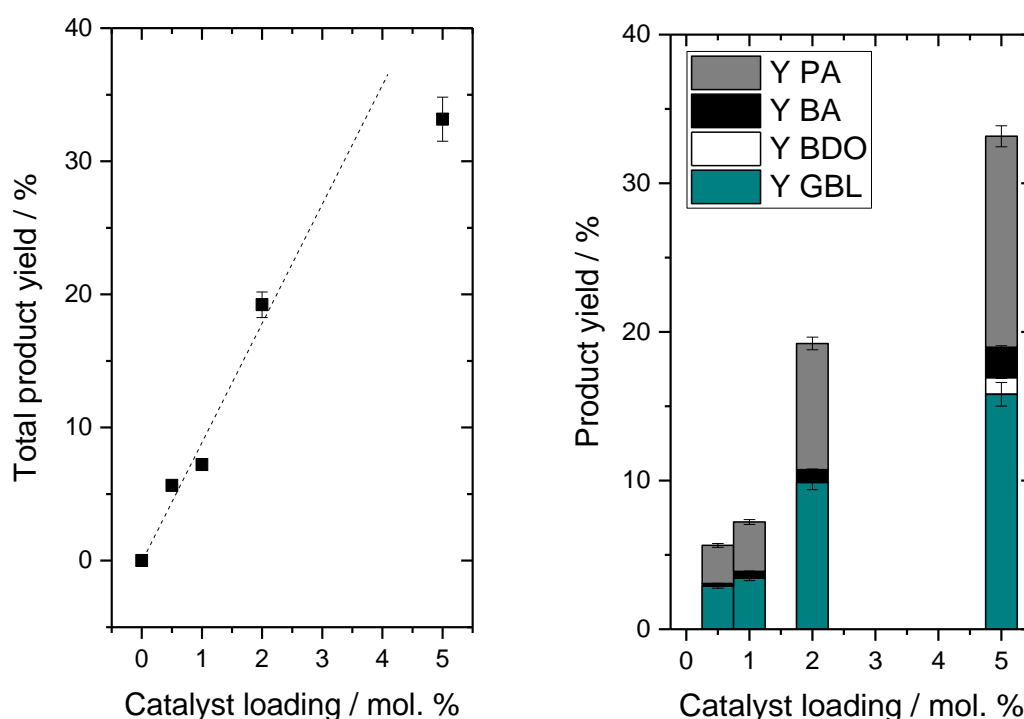 Total product yield / %
40
30
20
10
0
0 1 2 3 4 5
Catalyst loading / mol. %
Product yield / %
40
30
20
10
0
Y PA
Y BA
Y BDO
Y GBL
0 1 2 3 4 5
Catalyst loading / mol. %